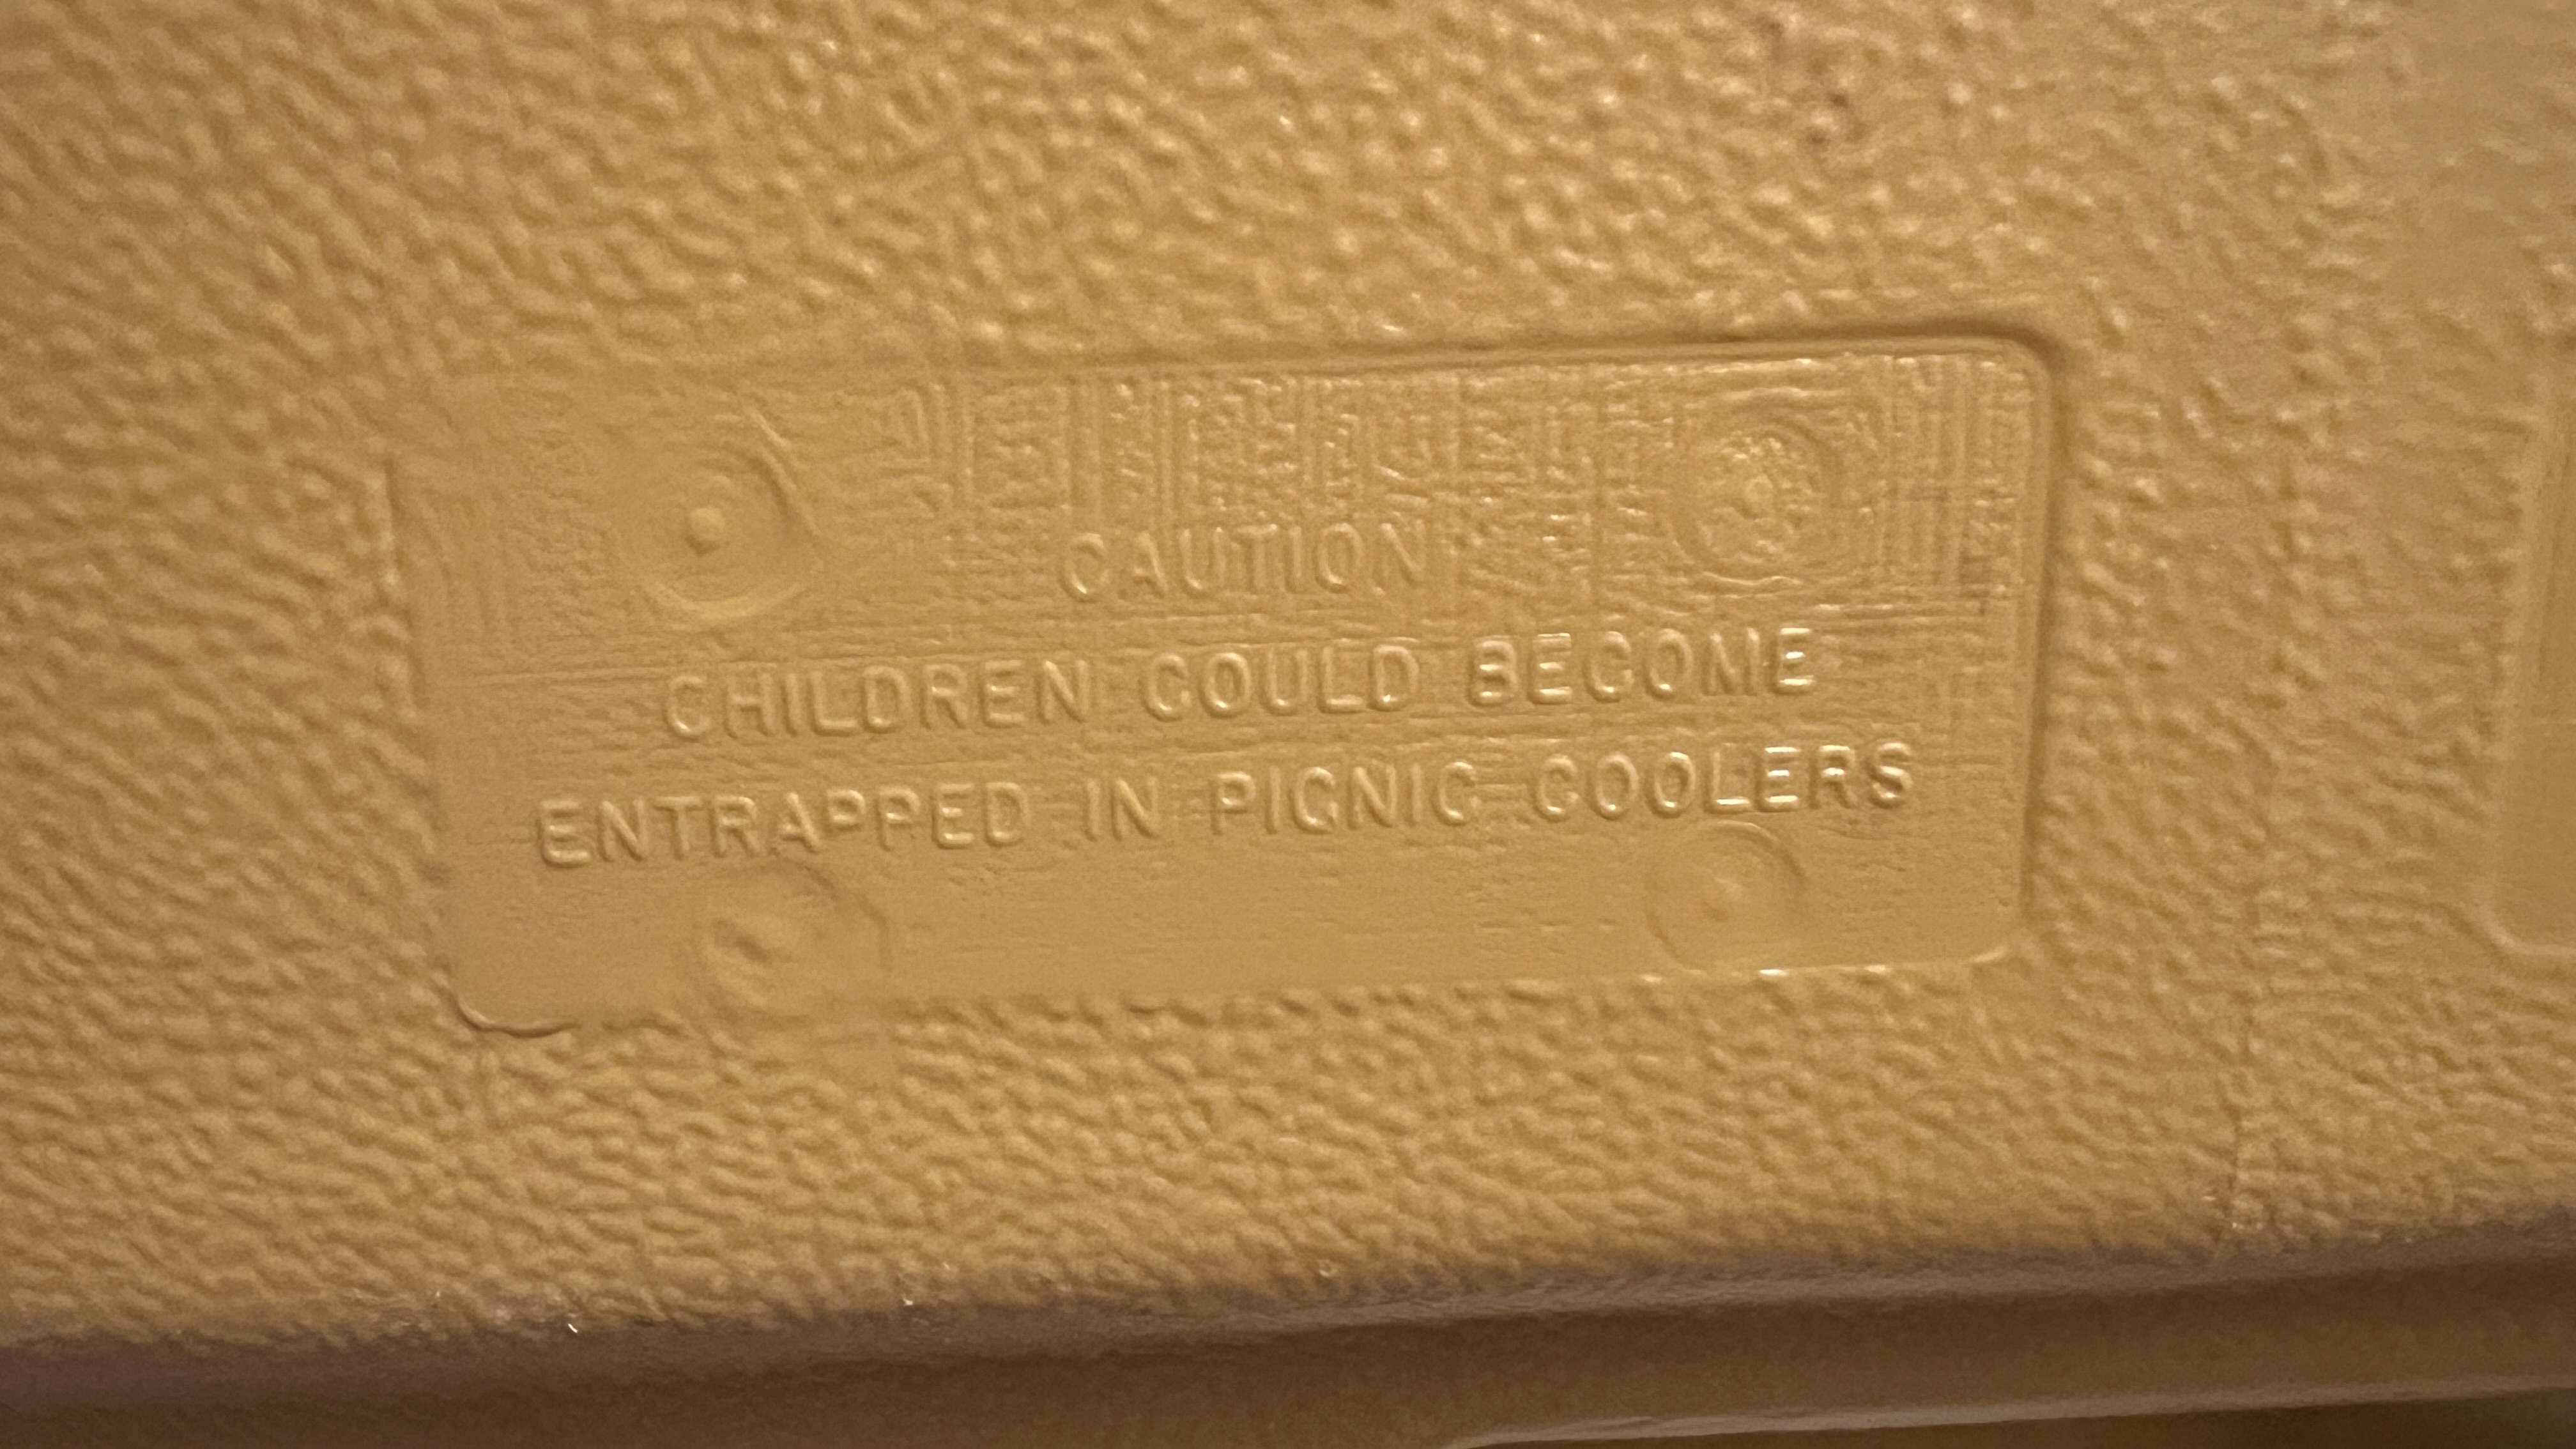 CAUTION
CHILDREN COULD BECOME
ENTRAPPED IN PICNIC COOLERS